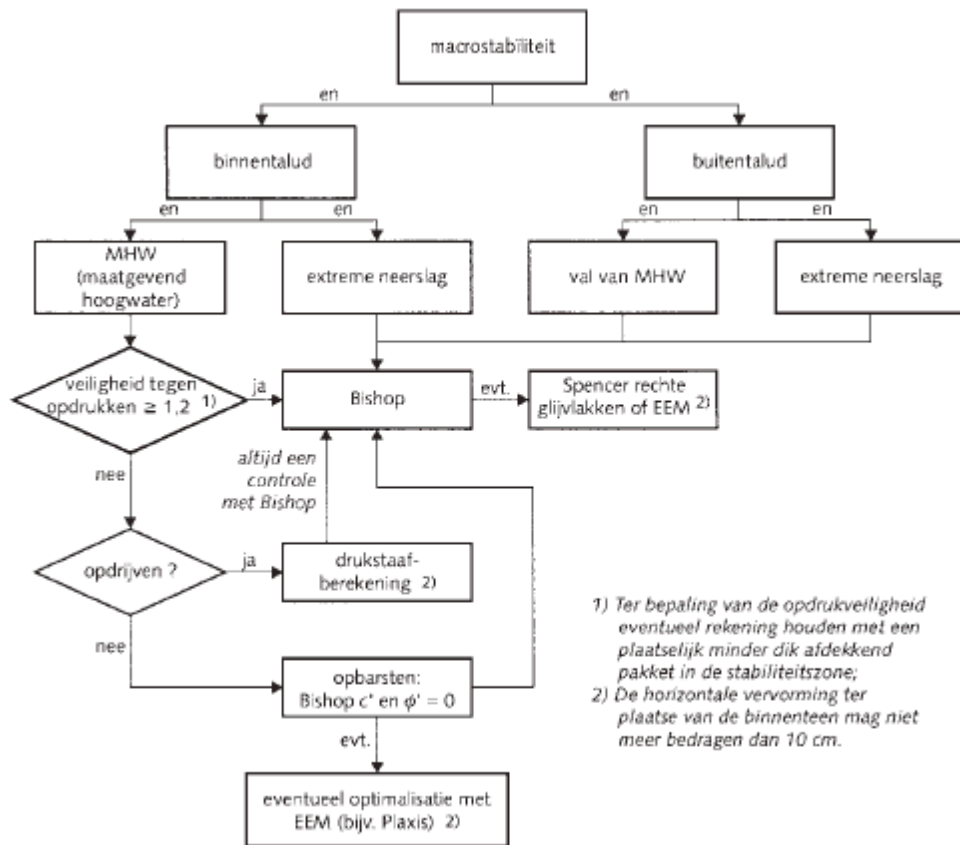 macrostabiliteit
en
en
binnentalud
buitentalud
en
en
en
en
MHW
(maatgevend
hoogwater)
extreme neerslag
val van MHW
extreme neerslag
veiligheid tegen
opdrukken ≥ 1,2 1)
ja
Bishop
evt.
Spencer rechte
glijvlakken of EEM 2)
nee
altijd een
controle
met Bishop
opdrijven ?
ja
drukstaaf-
berekening 2)
nee
opbarsten:
Bishop c' en ϕ' = 0
evt.
eventueel optimalisatie met
EEM (bijv. Plaxis) 2)
1) Ter bepaling van de opdrukveiligheid
eventueel rekening houden met een
plaatselijk minder dik afdekkend
pakket in de stabiliteitszone;
2) De horizontale vervorming ter
plaatse van de binnenteen mag niet
meer bedragen dan 10 cm.